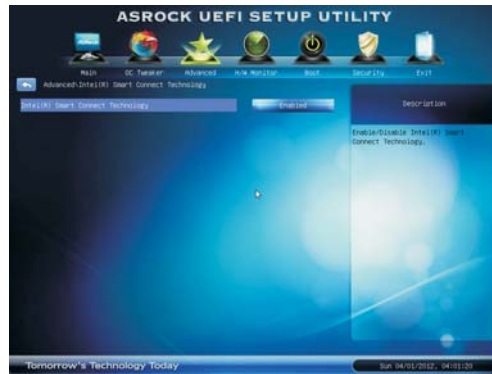 ASROCK UEFI SETUP UTILITY
Main OC Tweaker Advanced H/W Monitor Boot Security Exit
Advanced\Intel(R) Smart Connect Technology
Intel(R) Smart Connect Technology Enabled
Description
Enable/Disable Intel(R) Smart
Connect Technology.
Tomorrow's Technology Today
Sun 04/01/2012, 04:01:20